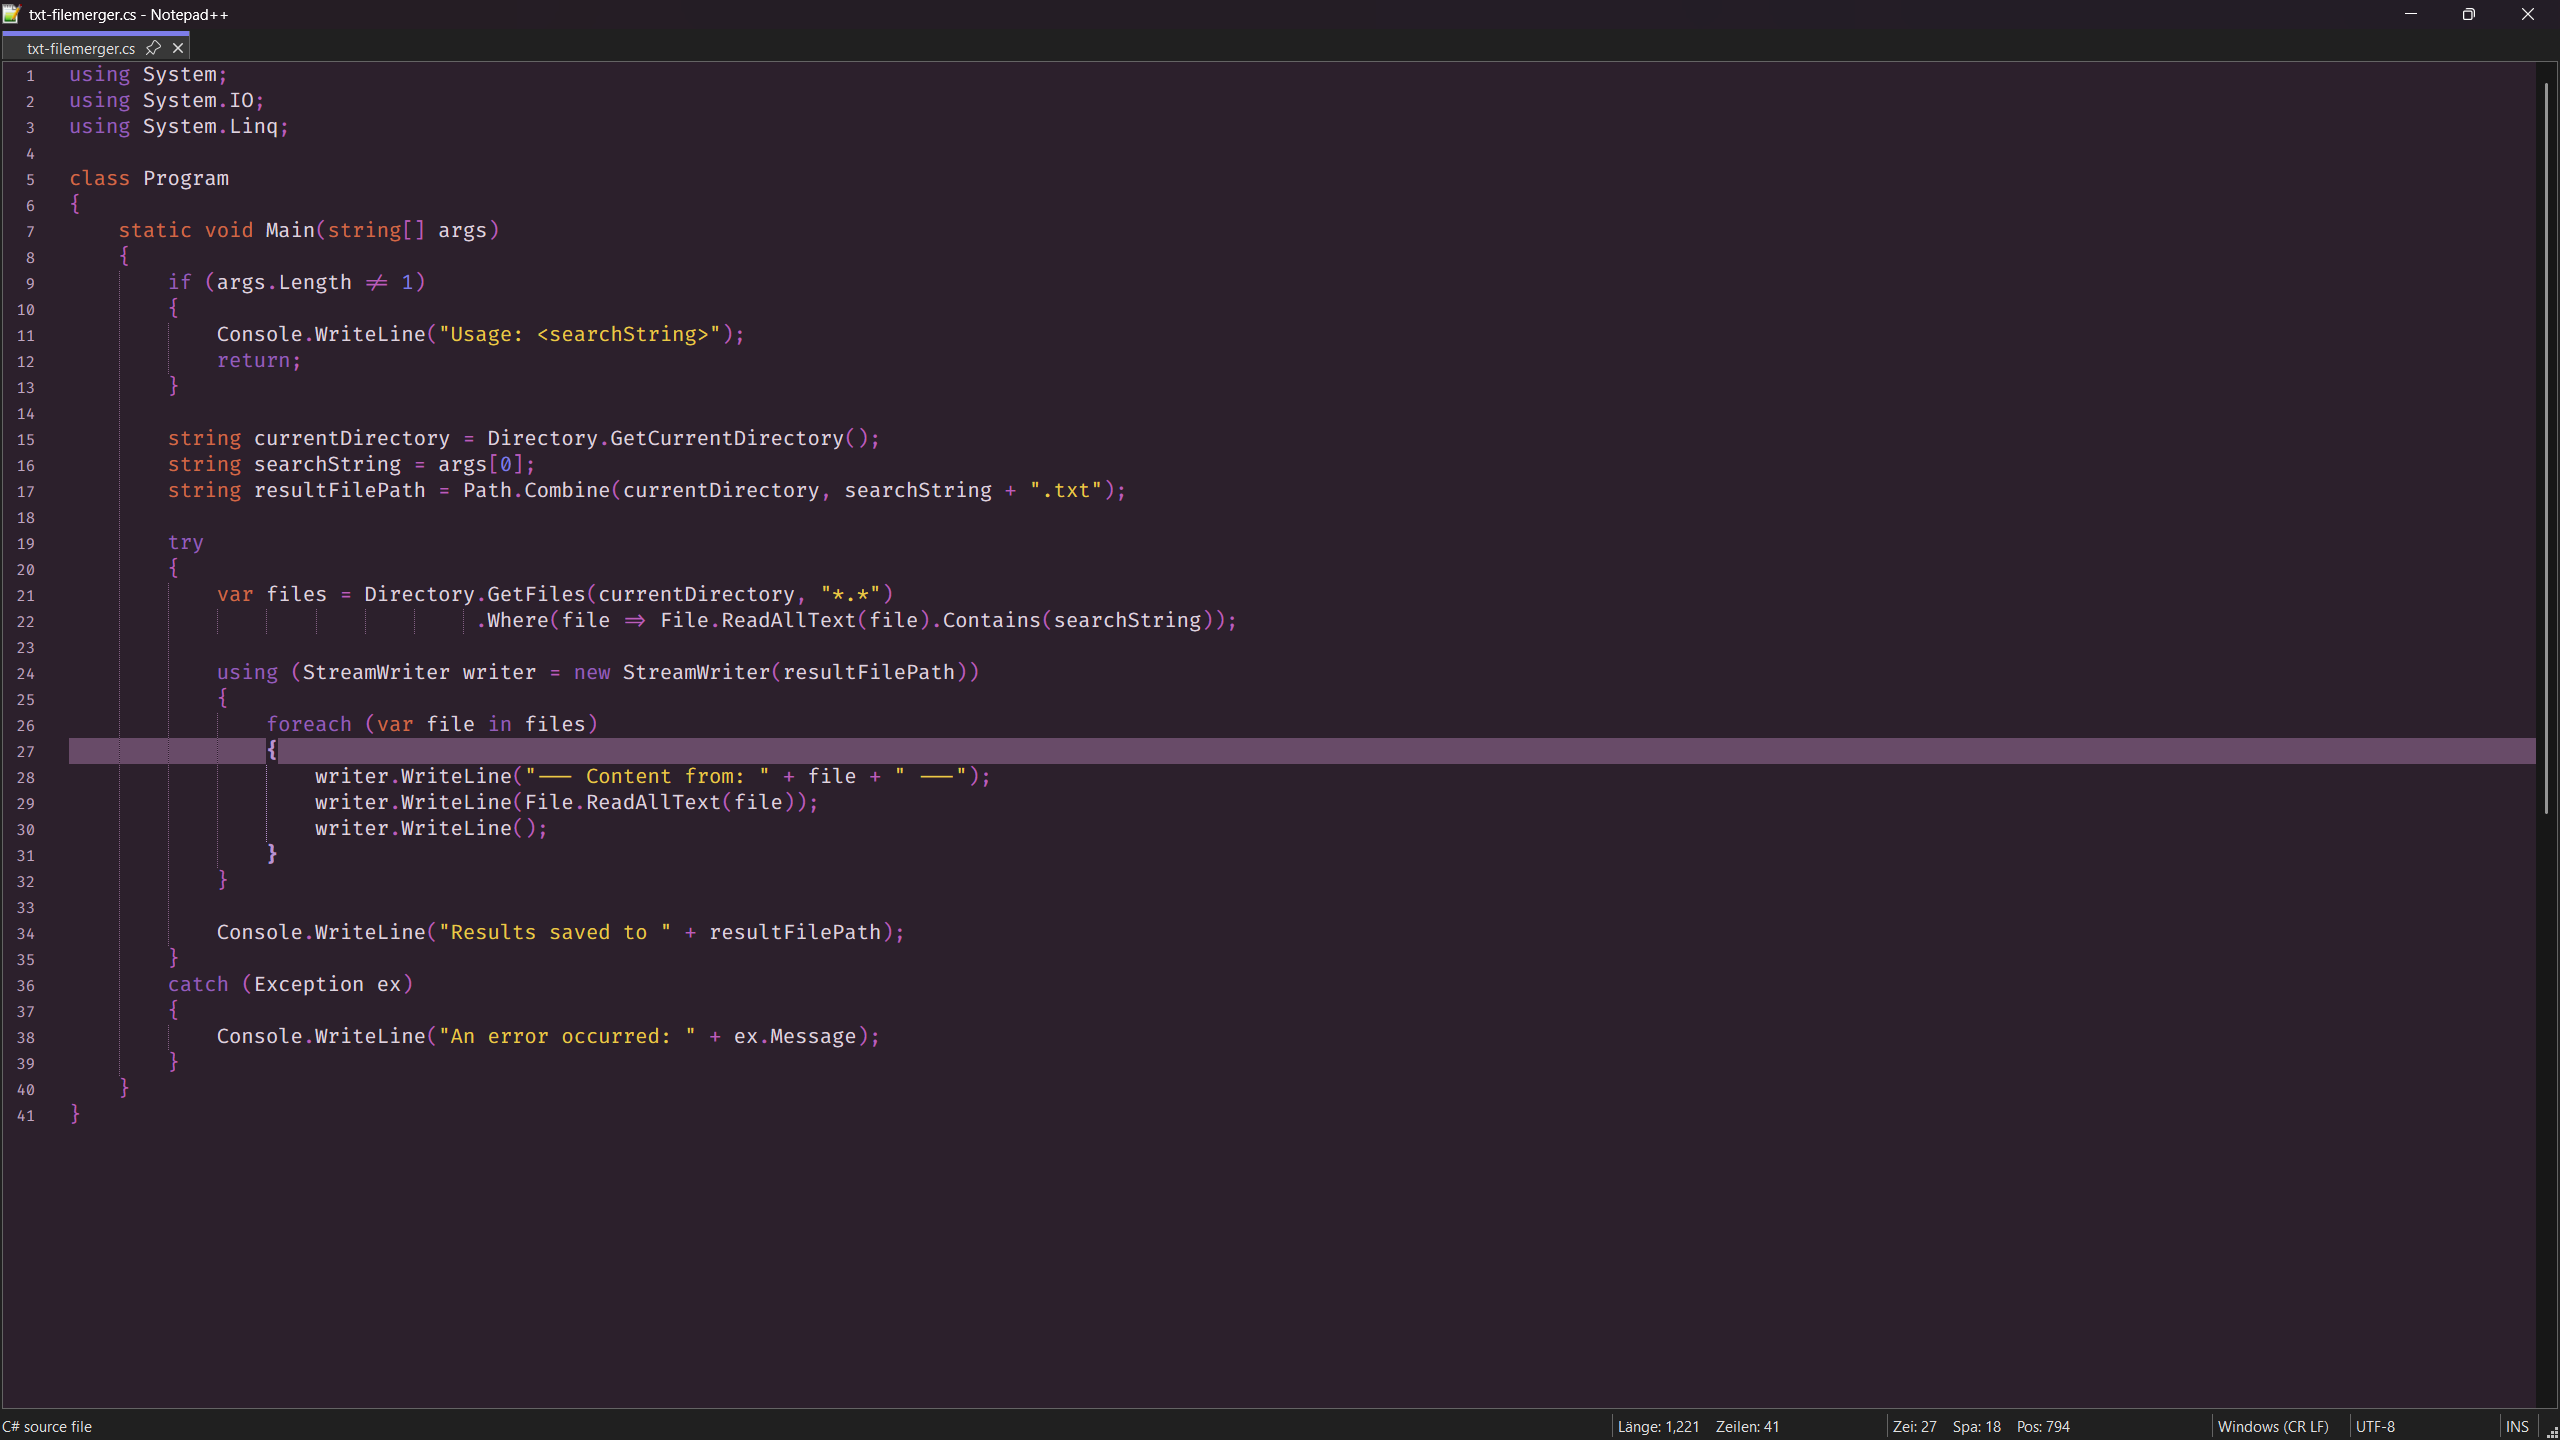 txt-filemerger.cs - Notepad++
txt-filemerger.cs
1 using System;
2 using System.IO;
3 using System.Linq;
4
5 class Program
6 {
7     static void Main(string[] args)
8     {
9         if (args.Length != 1)
10         {
11             Console.WriteLine("Usage: <searchString>");
12             return;
13         }
14
15         string currentDirectory = Directory.GetCurrentDirectory();
16         string searchString = args[0];
17         string resultFilePath = Path.Combine(currentDirectory, searchString + ".txt");
18
19         try
20         {
21             var files = Directory.GetFiles(currentDirectory, "*.*")
22                                  .Where(file => File.ReadAllText(file).Contains(searchString));
23
24             using (StreamWriter writer = new StreamWriter(resultFilePath))
25             {
26                 foreach (var file in files)
27                 {
28                     writer.WriteLine("--- Content from: " + file + " ---");
29                     writer.WriteLine(File.ReadAllText(file));
30                     writer.WriteLine();
31                 }
32             }
33
34             Console.WriteLine("Results saved to " + resultFilePath);
35         }
36         catch (Exception ex)
37         {
38             Console.WriteLine("An error occurred: " + ex.Message);
39         }
40     }
41 }
C# source file Länge: 1,221 Zeilen: 41 Zei: 27 Spa: 18 Pos: 794 Windows (CR LF) UTF-8 INS